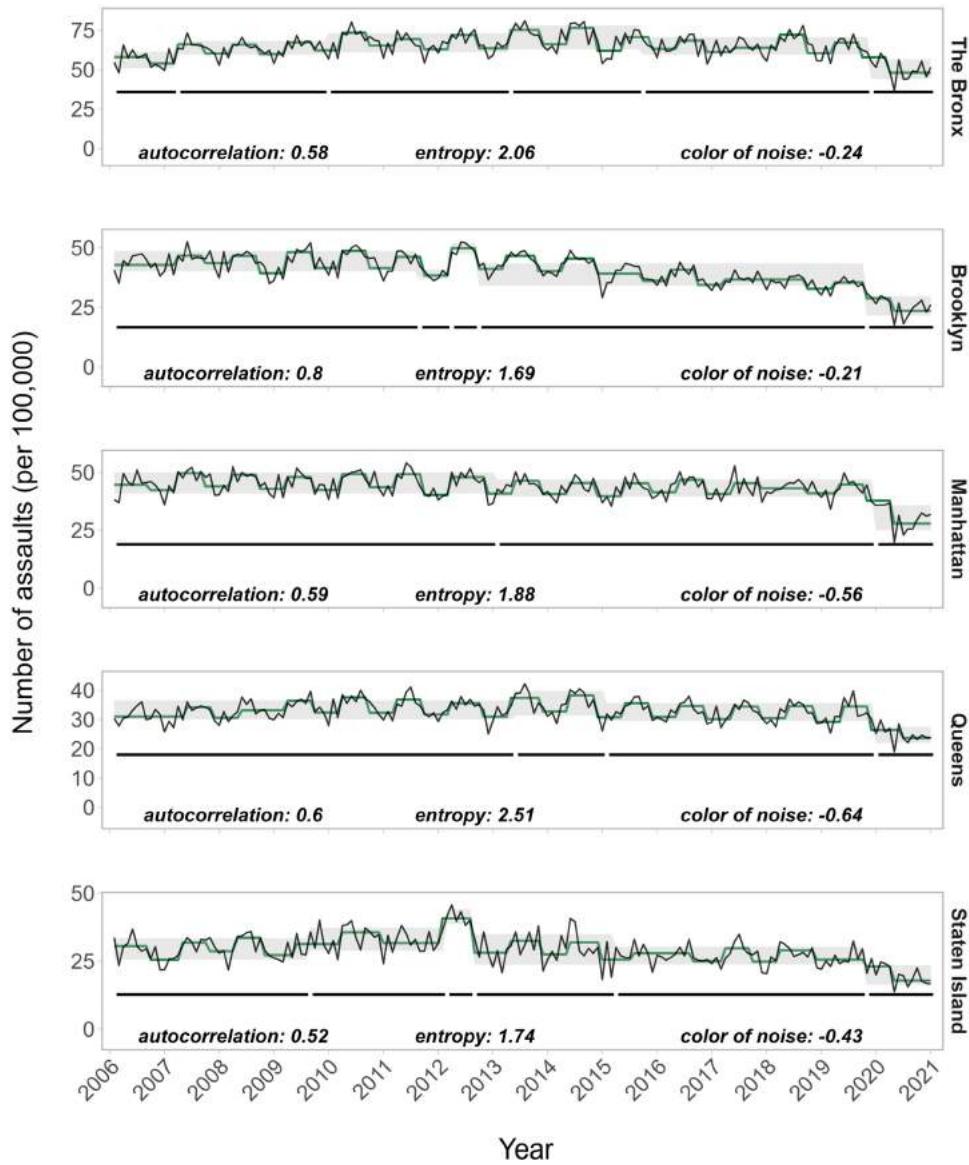 Number of assaults (per 100,000)
75
50
25
0
autocorrelation: 0.58 entropy: 2.06 color of noise: -0.24
The Bronx
50
25
0
autocorrelation: 0.8 entropy: 1.69 color of noise: -0.21
Brooklyn
50
25
0
autocorrelation: 0.59 entropy: 1.88 color of noise: -0.56
Manhattan
40
30
20
10
0
autocorrelation: 0.6 entropy: 2.51 color of noise: -0.64
Queens
50
25
0
autocorrelation: 0.52 entropy: 1.74 color of noise: -0.43
Staten Island
2006 2007 2008 2009 2010 2011 2012 2013 2014 2015 2016 2017 2018 2019 2020 2021
Year